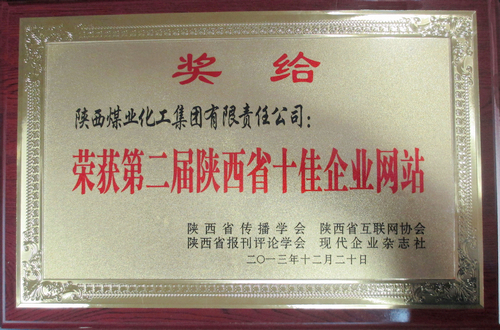 奖给
陕西煤业化工集团有限责任公司：
荣获第二届陕西省十佳企业网站
陕西省传播学会 陕西省互联网协会
陕西省报刊评论学会 现代企业杂志社
二〇一三年十二月二十日